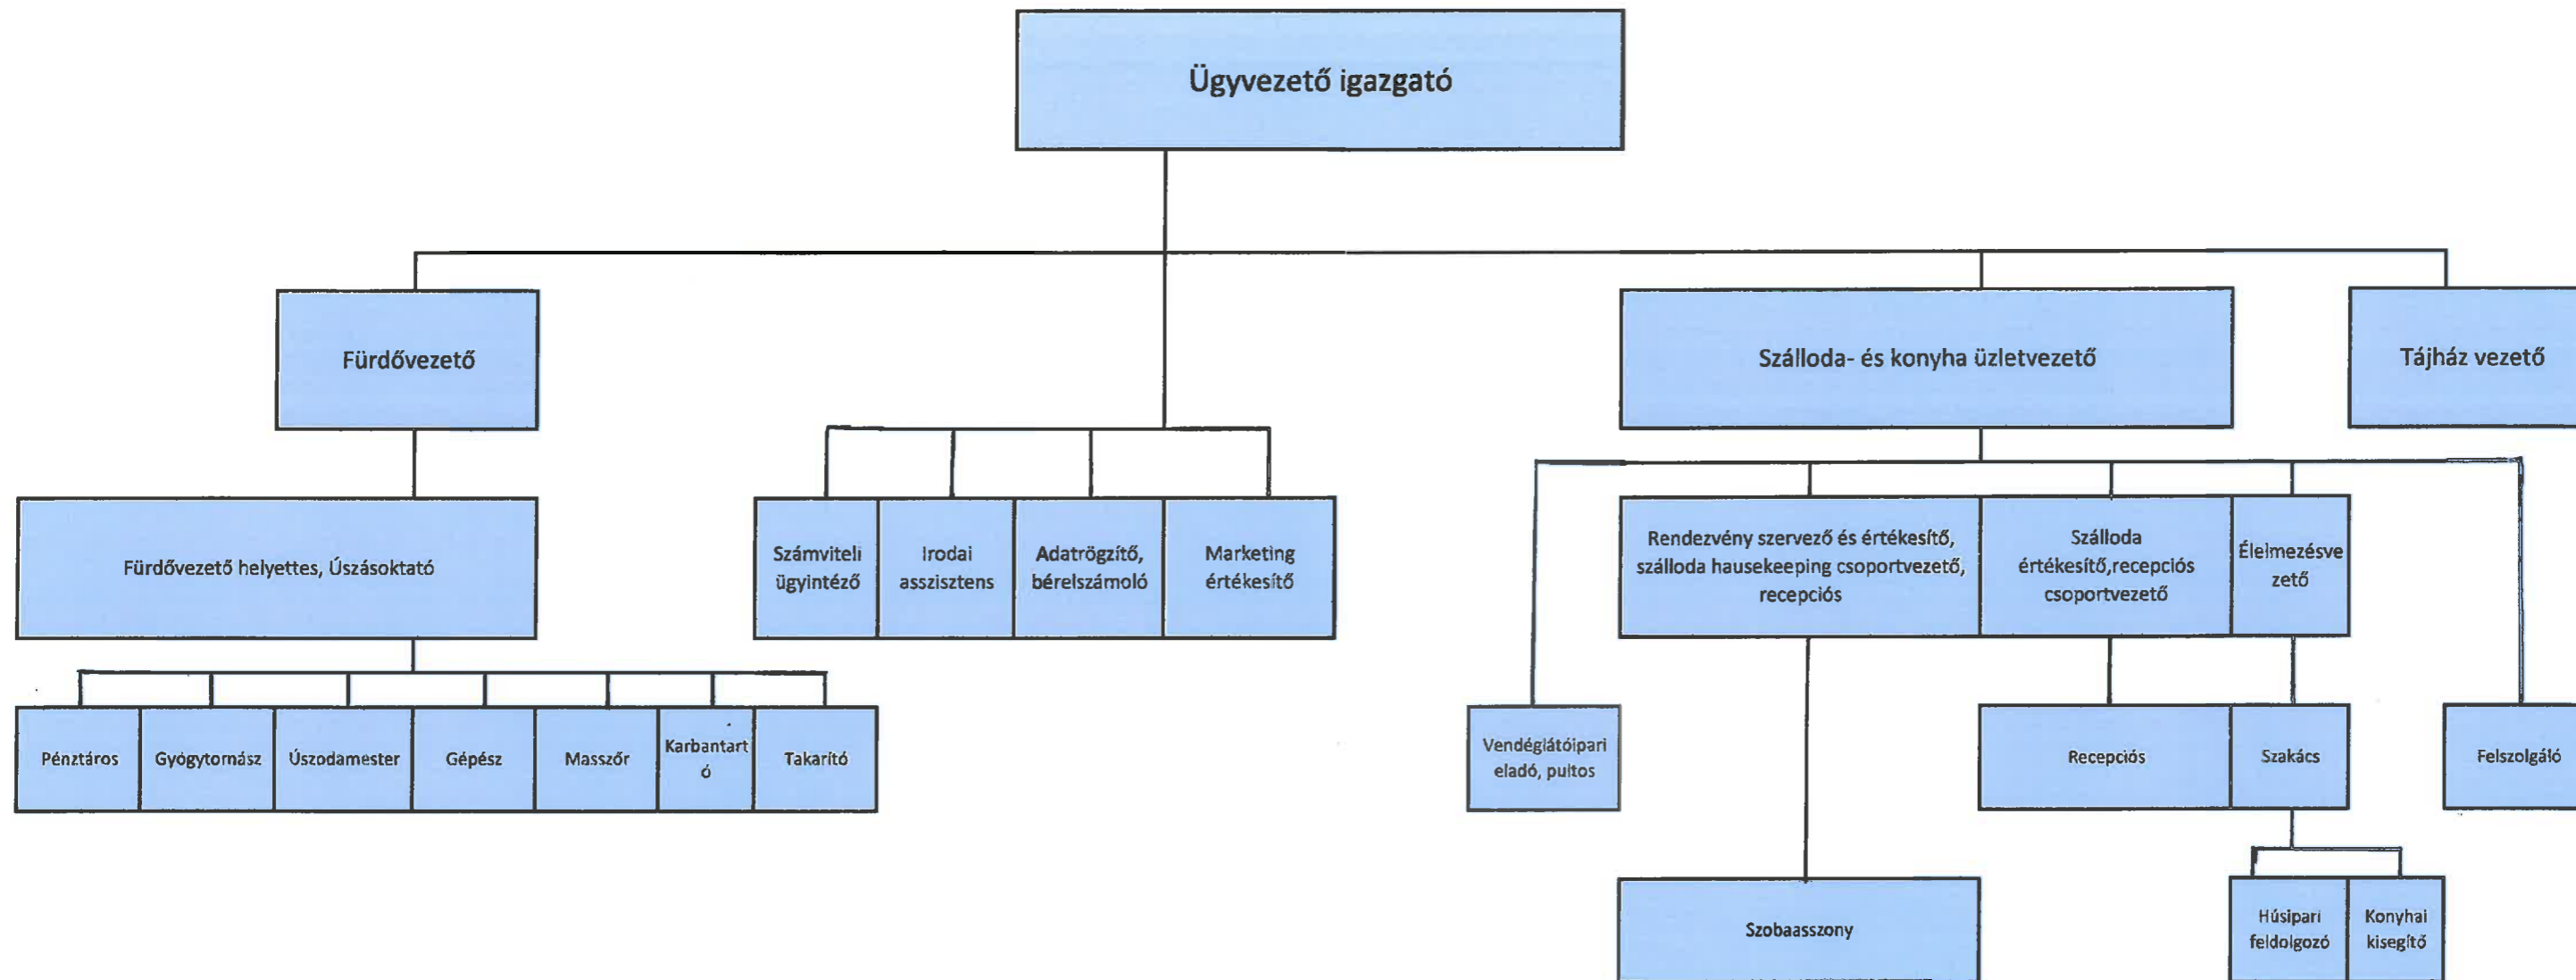 Ügyvezető igazgató
Fürdővezető
Szálloda- és konyha üzletvezető
Tájház vezető
Fürdővezető helyettes, Úszásoktató
Számviteli
ügyintéző
Irodai
asszisztens
Adatrögzítő,
bérelszámoló
Marketing
értékesítő
Rendezvény szervező és értékesítő,
szálloda hausekeeping csoportvezető,
recepciós
Szálloda
értékesítő,recepciós
csoportvezető
Élelmezésve
zető
Pénztáros
Gyógytornász
Úszodamester
Gépész
Masszőr
Karbantart
ó
Takarító
Vendéglátóipari
eladó, pultos
Recepciós
Szakács
Felszolgáló
Szobaasszony
Húsipari
feldolgozó
Konyhai
kisegítő